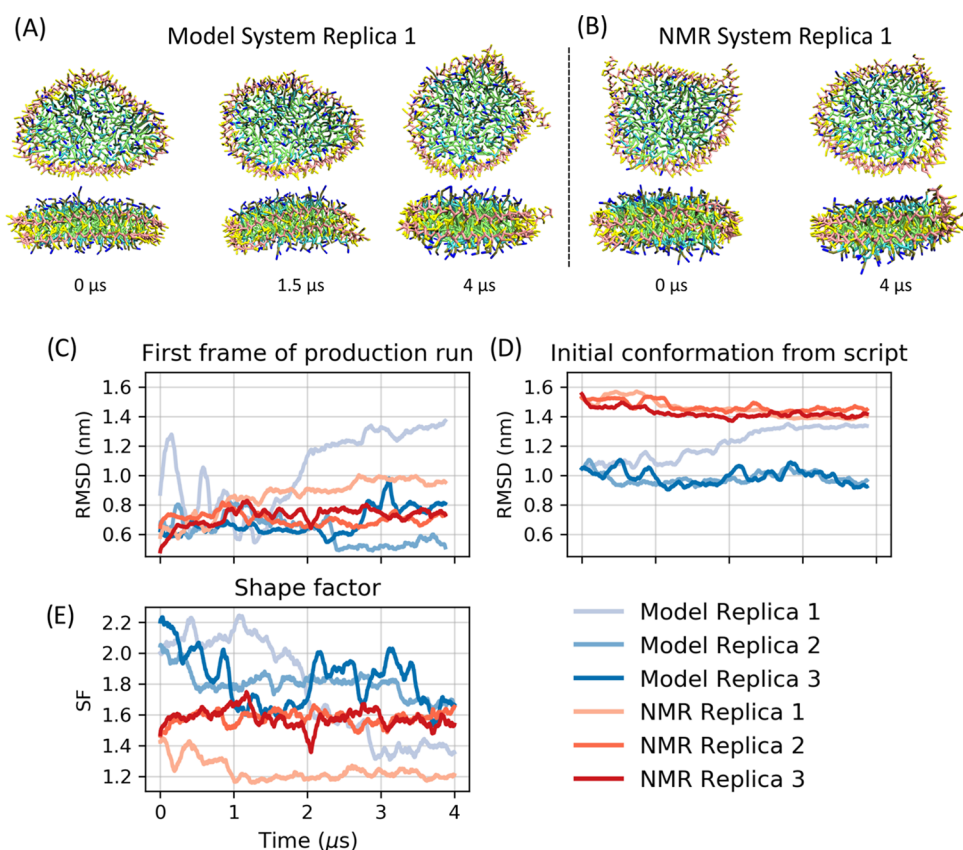 (A) Model System Replica 1
(B) NMR System Replica 1
0 µs
1.5 µs
4 µs
0 µs
4 µs
(C) First frame of production run
1.6
1.4
1.2
1.0
0.8
0.6
RMSD (nm)
(D) Initial conformation from script
1.6
1.4
1.2
1.0
0.8
0.6
RMSD (nm)
(E) Shape factor
2.2
2.0
1.8
1.6
1.4
1.2
SF
0 1 2 3 4
Time (µs)
Model Replica 1
Model Replica 2
Model Replica 3
NMR Replica 1
NMR Replica 2
NMR Replica 3